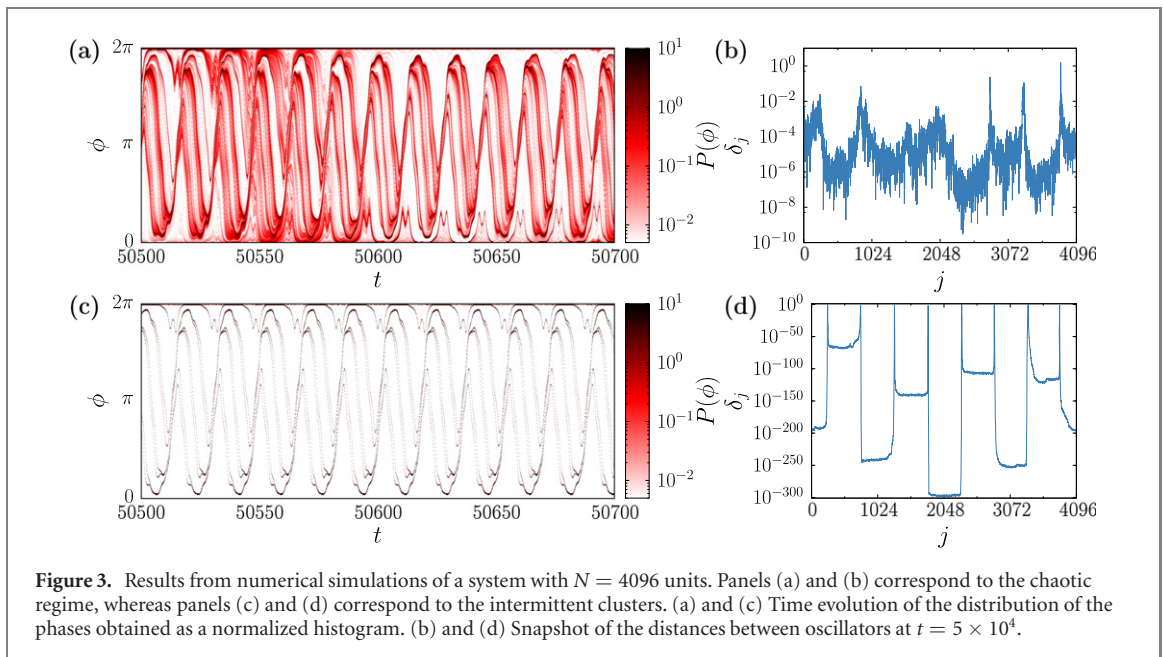 (a)
2π
π
0
ϕ
50500 50550 50600 50650 50700
t
10^1
10^0
10^-1
10^-2
P(ϕ)
(b)
10^0
10^-2
10^-4
10^-6
10^-8
10^-10
δ_j
0 1024 2048 3072 4096
j
(c)
2π
π
0
ϕ
50500 50550 50600 50650 50700
t
10^1
10^0
10^-1
10^-2
P(ϕ)
(d)
10^0
10^-50
10^-100
10^-150
10^-200
10^-250
10^-300
δ_j
0 1024 2048 3072 4096
j
Figure 3. Results from numerical simulations of a system with N = 4096 units. Panels (a) and (b) correspond to the chaotic
regime, whereas panels (c) and (d) correspond to the intermittent clusters. (a) and (c) Time evolution of the distribution of the
phases obtained as a normalized histogram. (b) and (d) Snapshot of the distances between oscillators at t = 5 × 10^4.